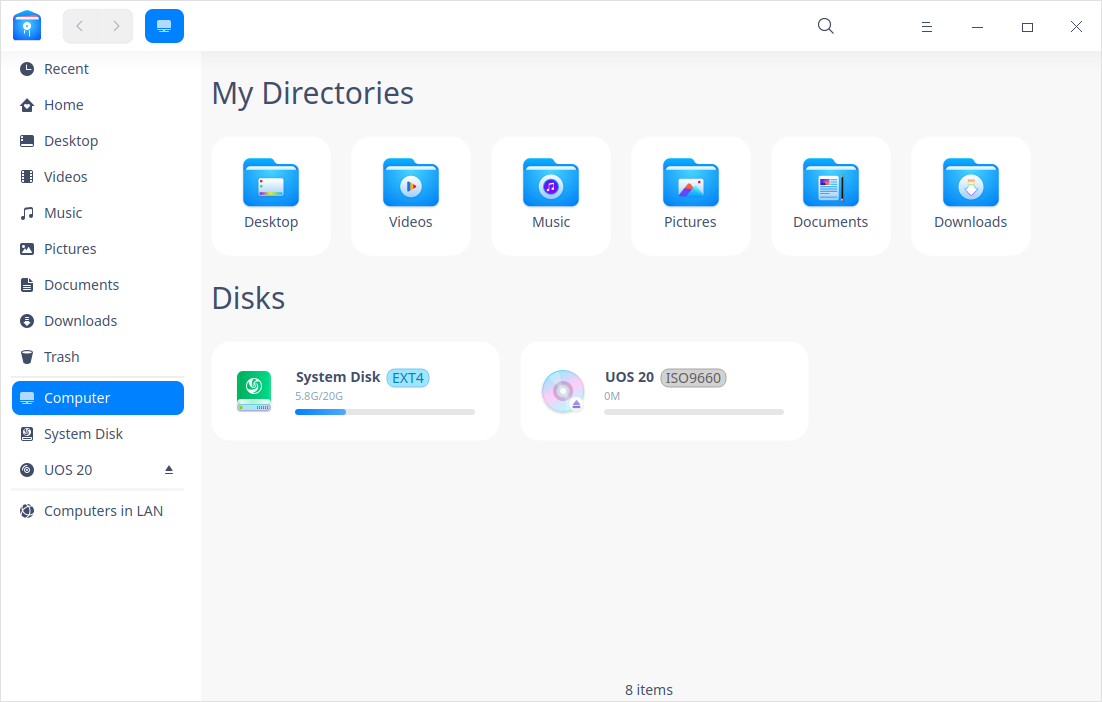 Recent
Home
Desktop
Videos
Music
Pictures
Documents
Downloads
Trash
Computer
System Disk
UOS 20
Computers in LAN
My Directories
Desktop
Videos
Music
Pictures
Documents
Downloads
Disks
System Disk EXT4
5.8G/20G
UOS 20 ISO9660
0M
8 items